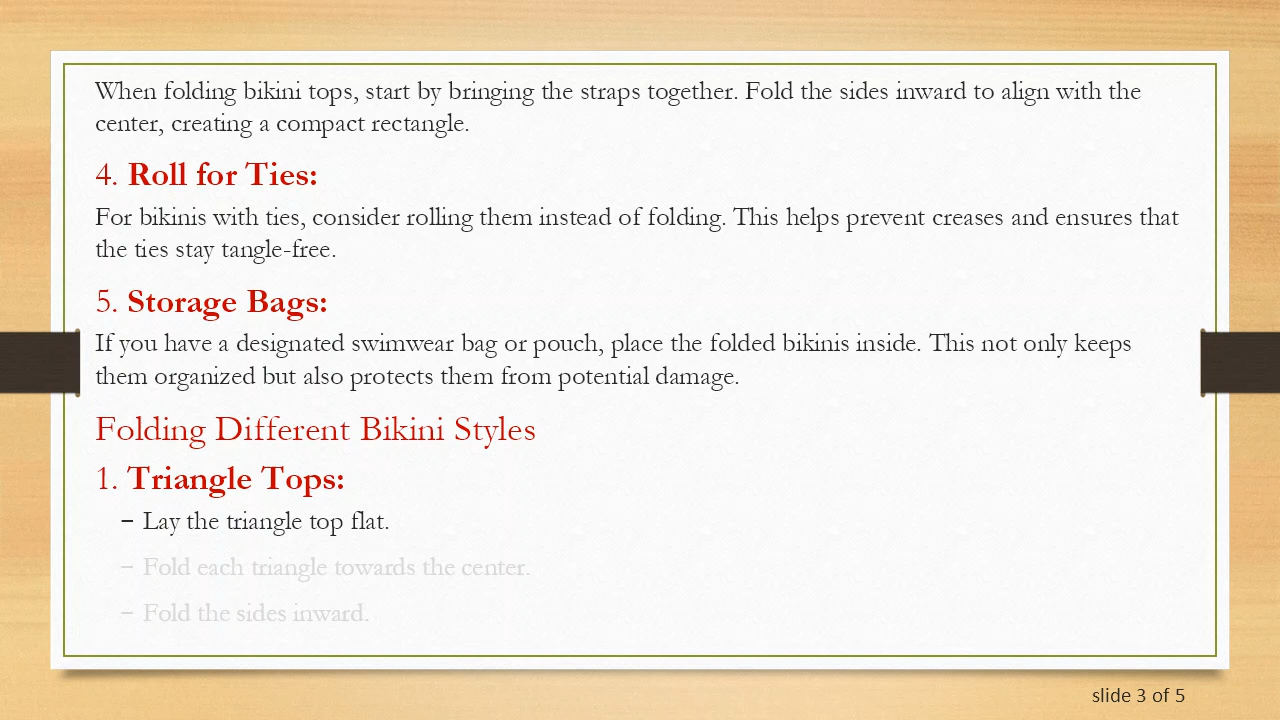 When folding bikini tops, start by bringing the straps together. Fold the sides inward to align with the
center, creating a compact rectangle.
4. Roll for Ties:
For bikinis with ties, consider rolling them instead of folding. This helps prevent creases and ensures that
the ties stay tangle-free.
5. Storage Bags:
If you have a designated swimwear bag or pouch, place the folded bikinis inside. This not only keeps
them organized but also protects them from potential damage.
Folding Different Bikini Styles
1. Triangle Tops:
– Lay the triangle top flat.
– Fold each triangle towards the center.
– Fold the sides inward.
slide 3 of 5